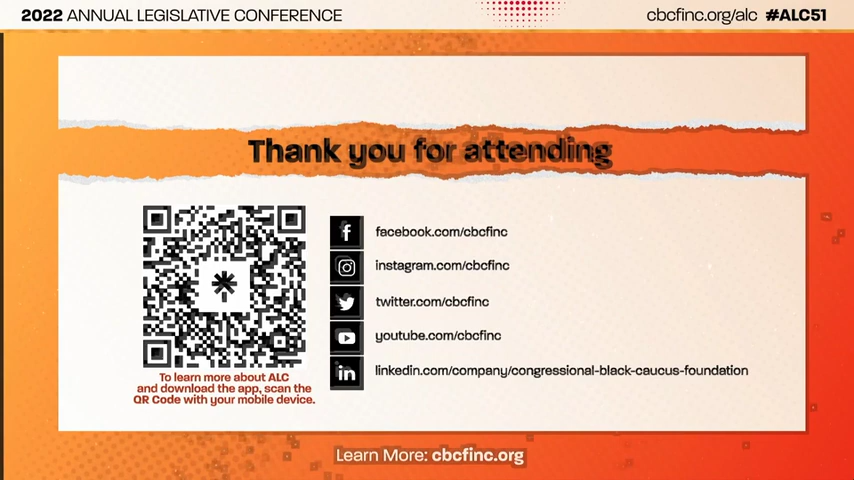 2022 ANNUAL LEGISLATIVE CONFERENCE
cbcfinc.org/alc #ALC51
Thank you for attending
facebook.com/cbcfinc
instagram.com/cbcfinc
twitter.com/cbcfinc
youtube.com/cbcfinc
linkedin.com/company/congressional-black-caucus-foundation
To learn more about ALC
and download the app, scan the
QR Code with your mobile device.
Learn More: cbcfinc.org